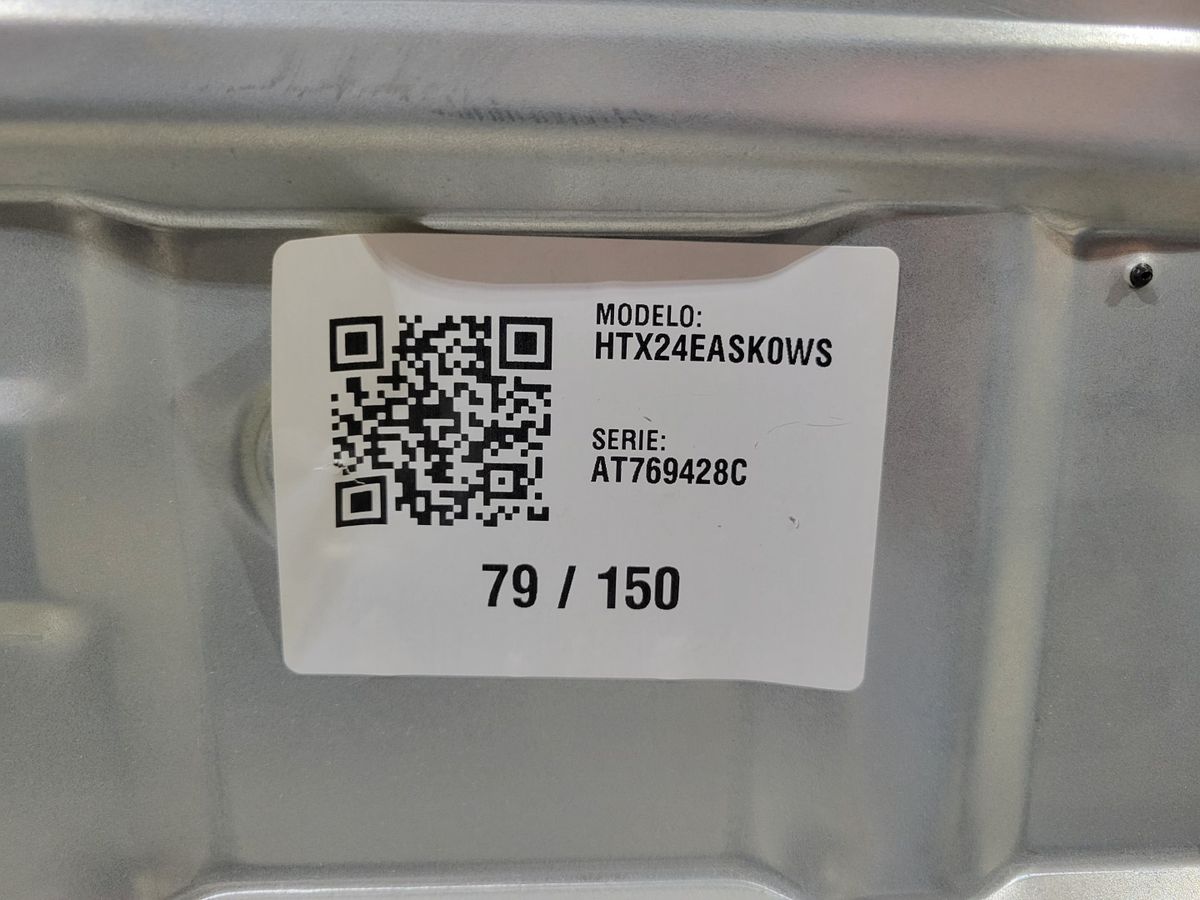 MODELO:
HTX24EASK0WS
SERIE:
AT769428C
79 / 150